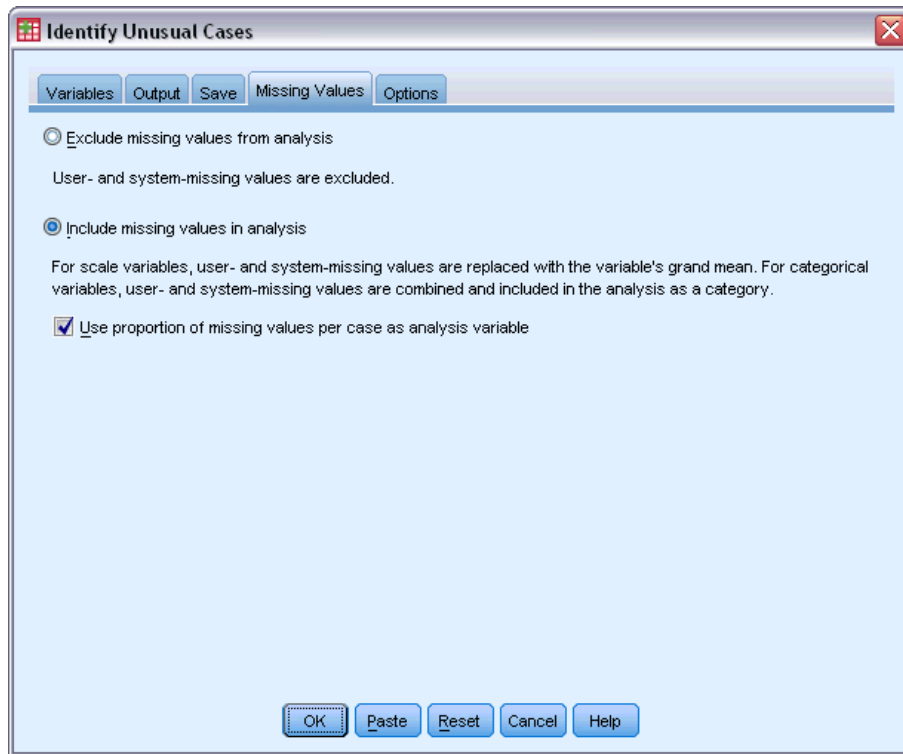 Identify Unusual Cases
Variables Output Save Missing Values Options
Exclude missing values from analysis
User- and system-missing values are excluded.
Include missing values in analysis
For scale variables, user- and system-missing values are replaced with the variable's grand mean. For categorical
variables, user- and system-missing values are combined and included in the analysis as a category.
Use proportion of missing values per case as analysis variable
OK Paste Reset Cancel Help